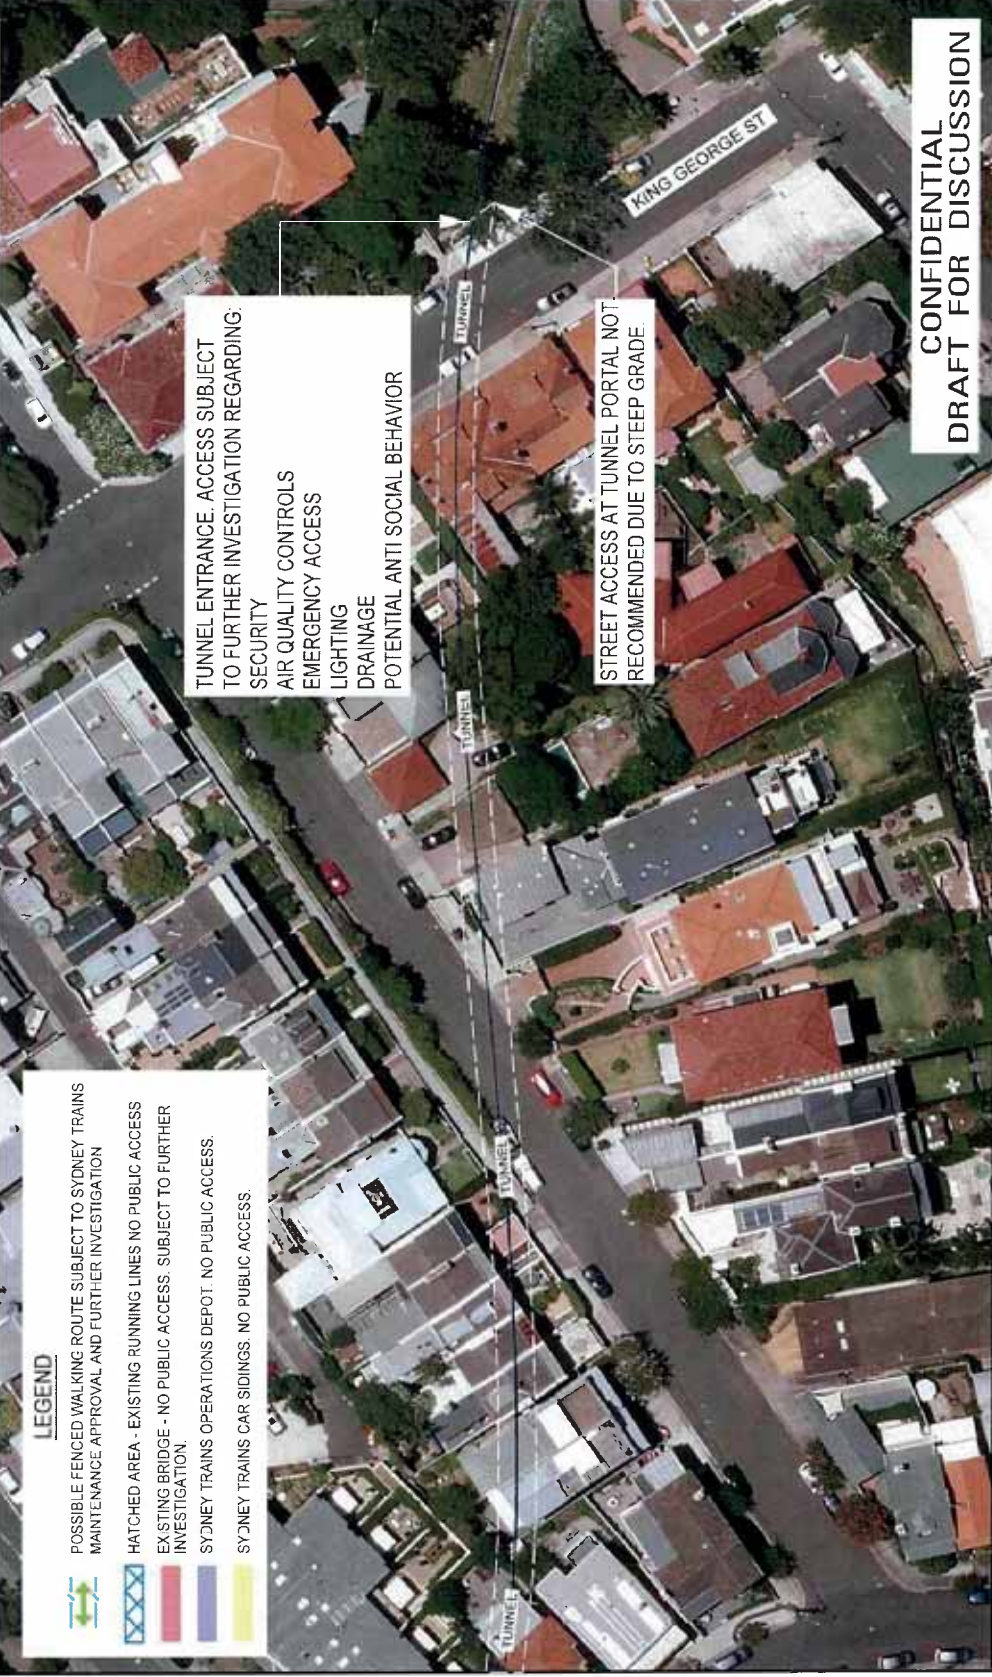 LEGEND
POSSIBLE FENCED WALKING ROUTE SUBJECT TO SYDNEY TRAINS
MAINTENANCE APPROVAL AND FURTHER INVESTIGATION
HATCHED AREA - EXISTING RUNNING LINES NO PUBLIC ACCESS
EXISTING BRIDGE - NO PUBLIC ACCESS. SUBJECT TO FURTHER
INVESTIGATION.
SYDNEY TRAINS OPERATIONS DEPOT. NO PUBLIC ACCESS.
SYDNEY TRAINS CAR SIDINGS. NO PUBLIC ACCESS.
TUNNEL ENTRANCE. ACCESS SUBJECT
TO FURTHER INVESTIGATION REGARDING:
SECURITY
AIR QUALITY CONTROLS
EMERGENCY ACCESS
LIGHTING
DRAINAGE
POTENTIAL ANTI SOCIAL BEHAVIOR
TUNNEL
TUNNEL
TUNNEL
TUNNEL
STREET ACCESS AT TUNNEL PORTAL NOT
RECOMMENDED DUE TO STEEP GRADE.
KING GEORGE ST
CONFIDENTIAL
DRAFT FOR DISCUSSION